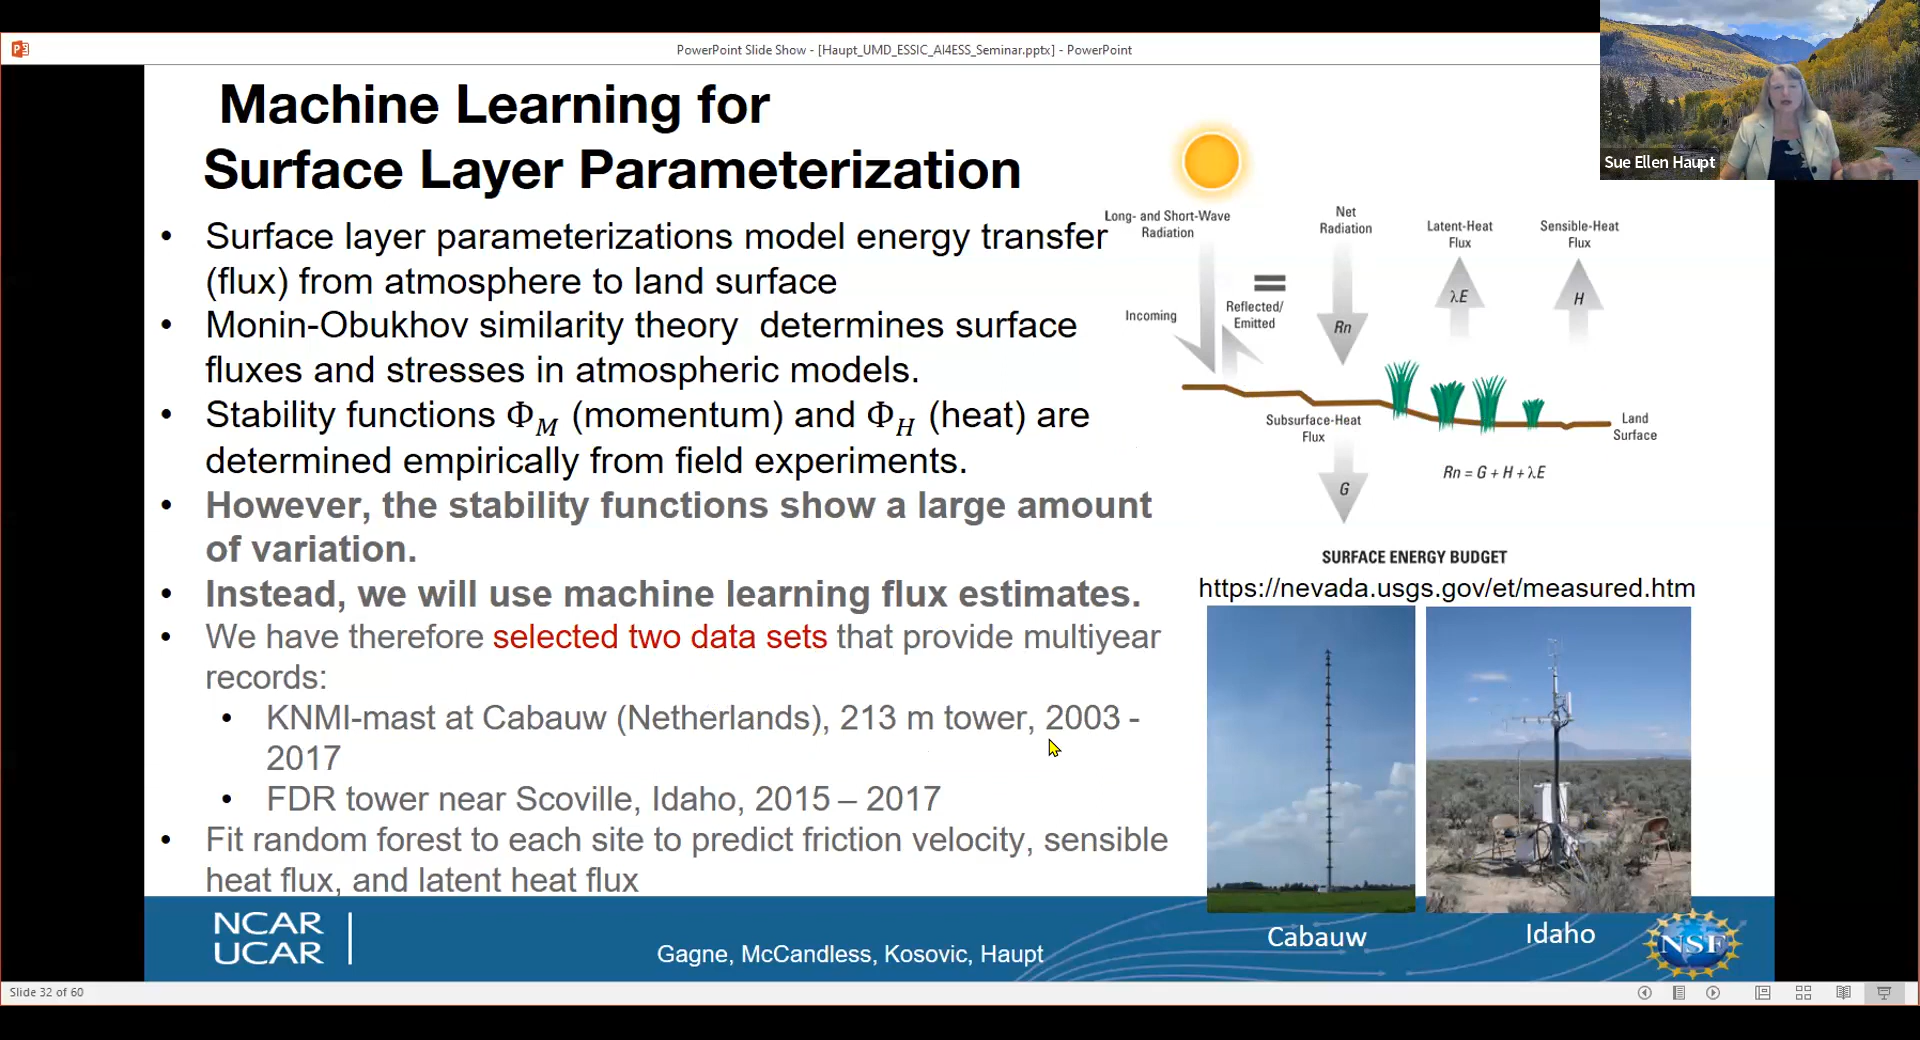 PowerPoint Slide Show - [Haupt_UMD_ESSIC_AI4ESS_Seminar.pptx] - PowerPoint
Sue Ellen Haupt
Machine Learning for
Surface Layer Parameterization
• Surface layer parameterizations model energy transfer
(flux) from atmosphere to land surface
• Monin-Obukhov similarity theory determines surface
fluxes and stresses in atmospheric models.
• Stability functions Φ_M (momentum) and Φ_H (heat) are
determined empirically from field experiments.
• However, the stability functions show a large amount
of variation.
• Instead, we will use machine learning flux estimates.
• We have therefore selected two data sets that provide multiyear
records:
• KNMI-mast at Cabauw (Netherlands), 213 m tower, 2003 -
2017
• FDR tower near Scoville, Idaho, 2015 – 2017
• Fit random forest to each site to predict friction velocity, sensible
heat flux, and latent heat flux
Long- and Short-Wave
Radiation
Net
Radiation
Latent-Heat
Flux
Sensible-Heat
Flux
=
Incoming
Reflected/
Emitted
Rn
λE
H
Subsurface-Heat
Flux
Land
Surface
G
Rn = G + H + λE
SURFACE ENERGY BUDGET
https://nevada.usgs.gov/et/measured.htm
Cabauw
Idaho
NCAR
UCAR
Gagne, McCandless, Kosovic, Haupt
NSF
Slide 32 of 60